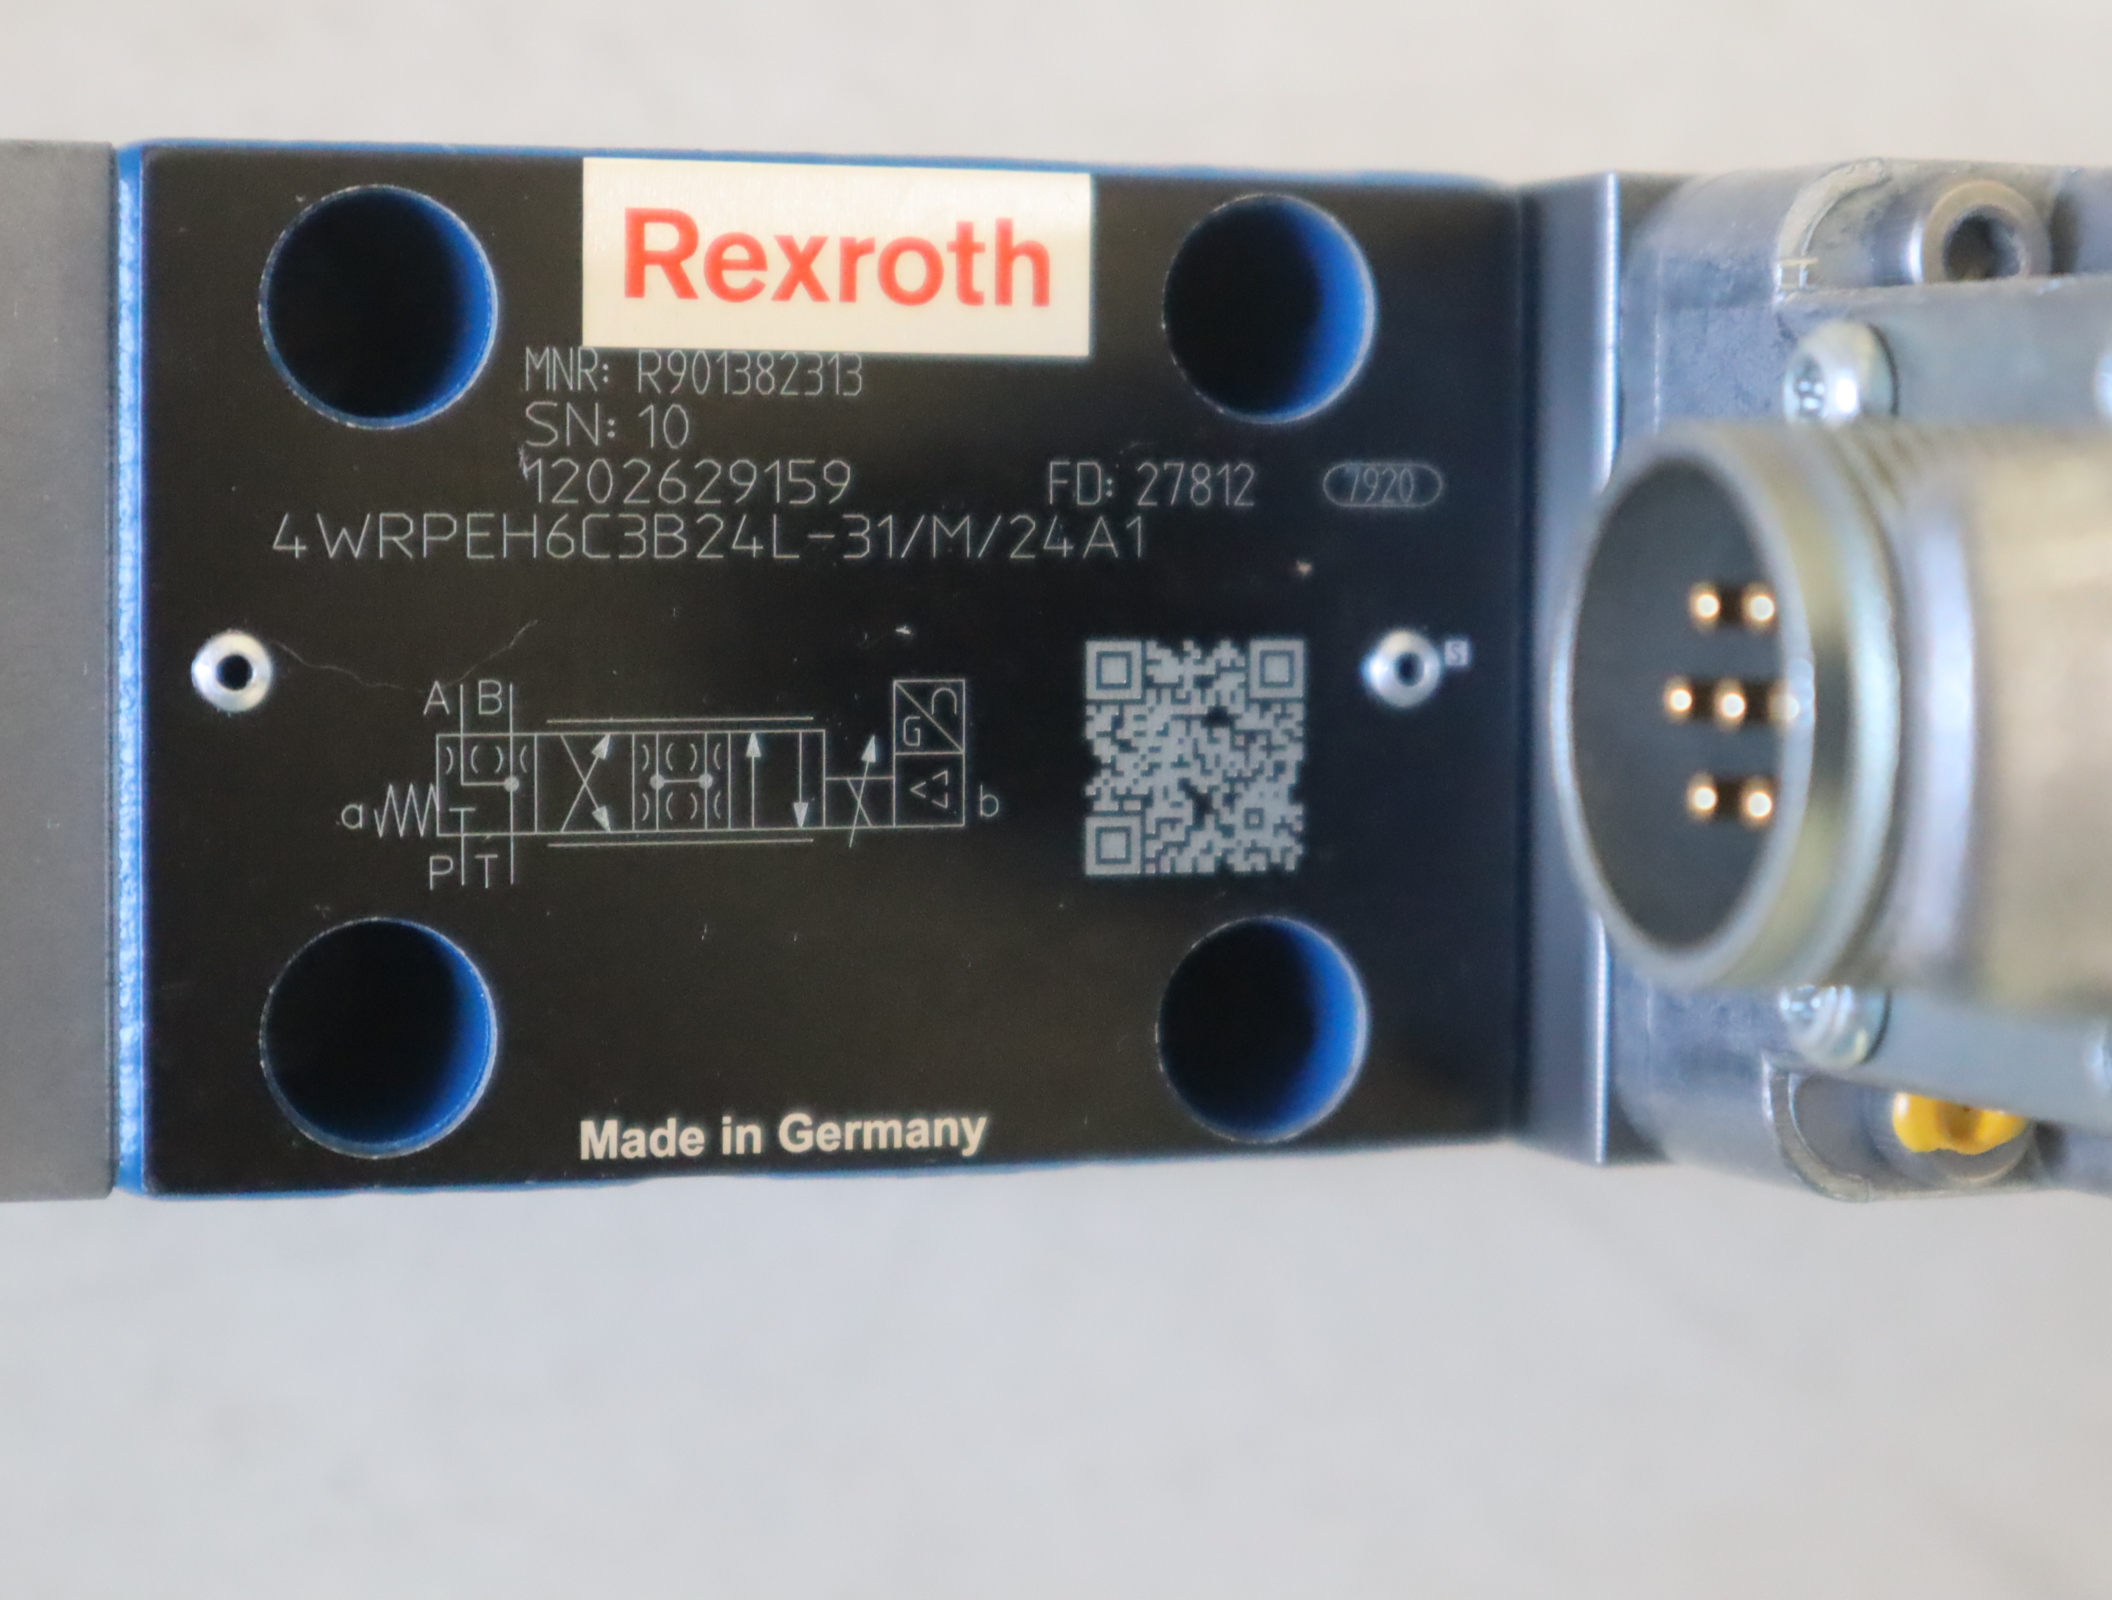 Rexroth
MNR: R901382313
SN: 10
1202629159 FD: 27812 7920
4WRPEH6C3B24L-31/M/24A1
S
A B
G U
a T b
P T
Made in Germany